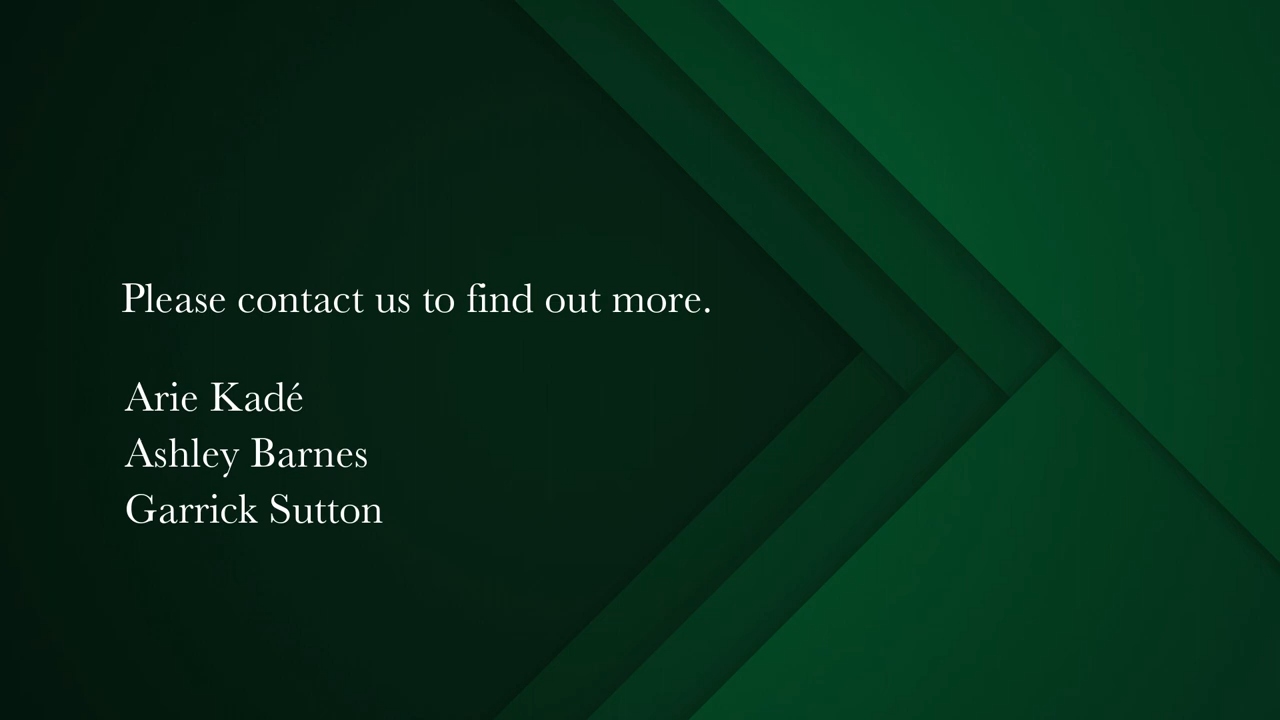 Please contact us to find out more.
Arie Kadé
Ashley Barnes
Garrick Sutton